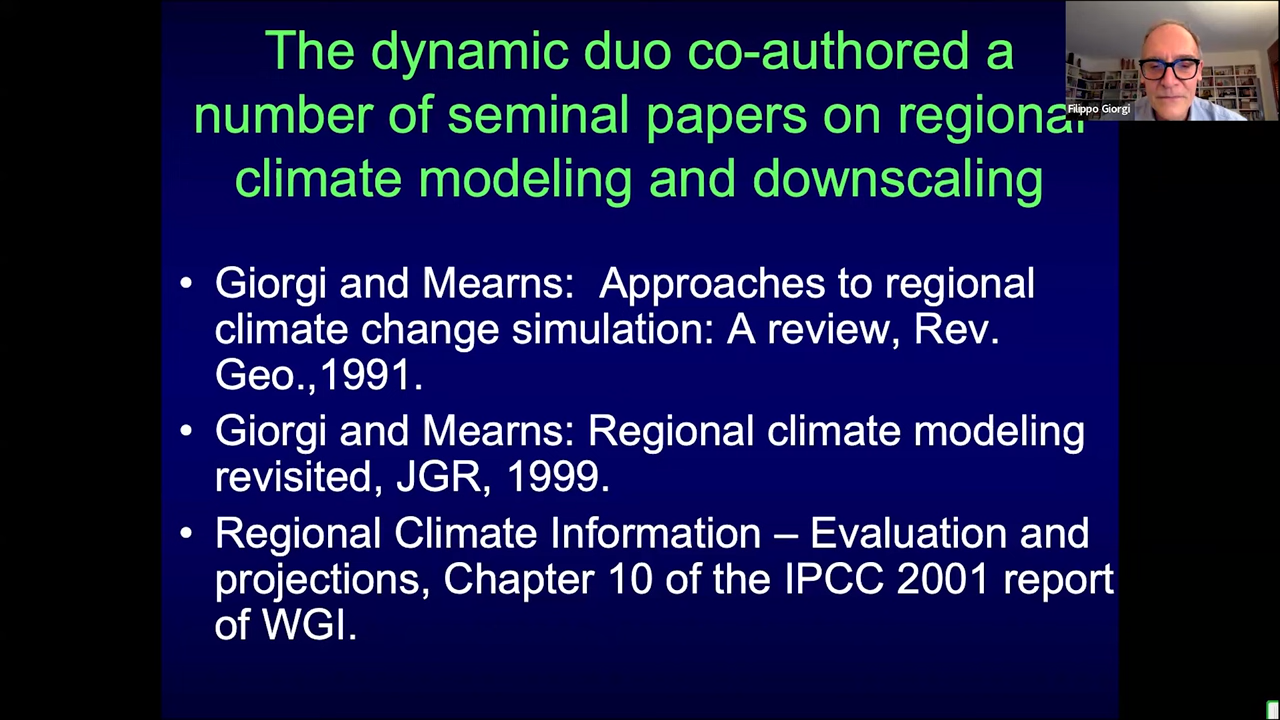 The dynamic duo co-authored a
number of seminal papers on regional
climate modeling and downscaling
Filippo Giorgi
• Giorgi and Mearns:  Approaches to regional
climate change simulation: A review, Rev.
Geo.,1991.
• Giorgi and Mearns: Regional climate modeling
revisited, JGR, 1999.
• Regional Climate Information – Evaluation and
projections, Chapter 10 of the IPCC 2001 report
of WGI.